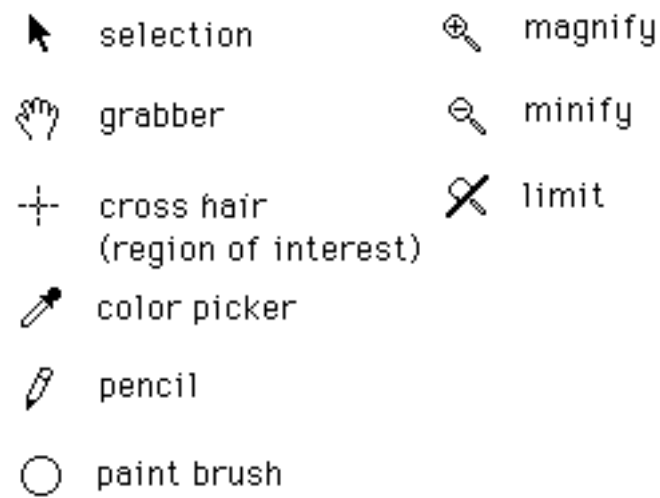 selection
grabber
cross hair
(region of interest)
color picker
pencil
paint brush
magnify
minify
limit